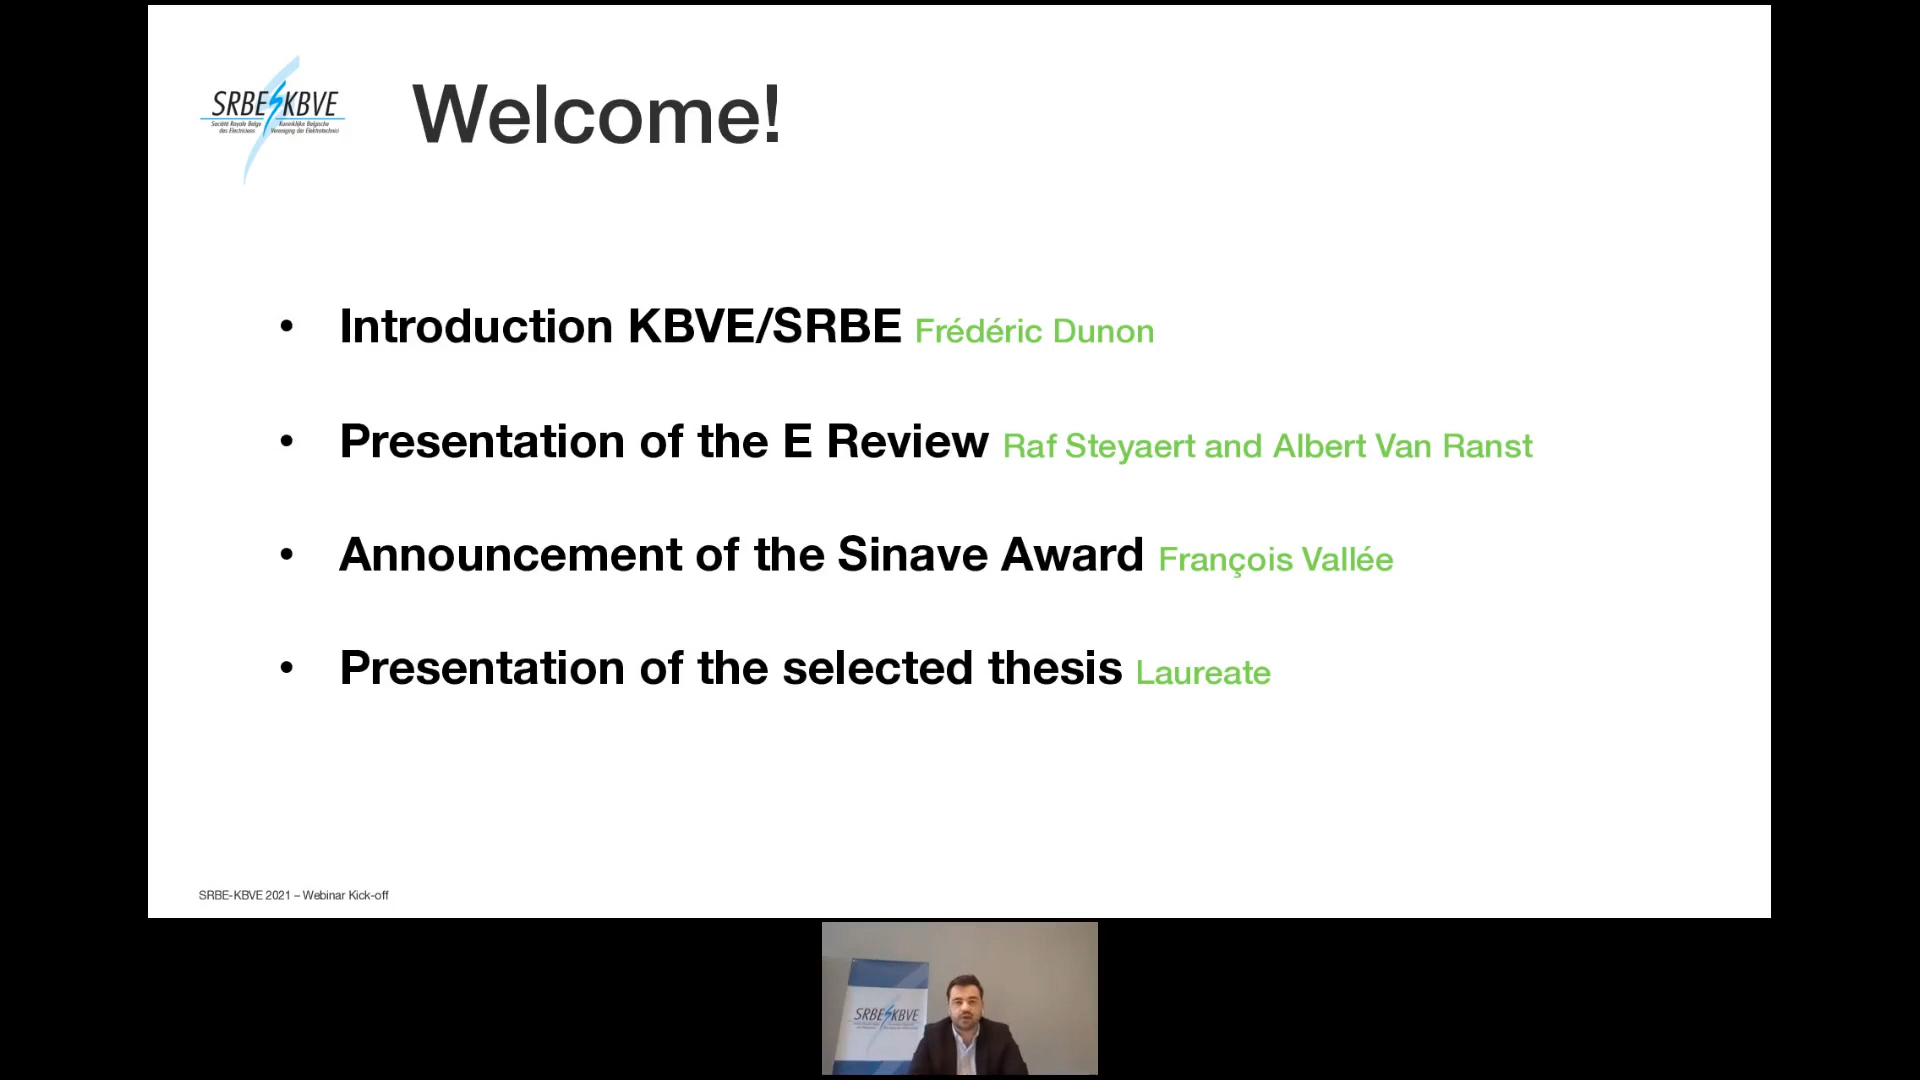 SRBE KBVE
Société Royale Belge Koninklijke Belgische
des Electriciens Vereniging der Elektrotechnici
Welcome!
• Introduction KBVE/SRBE Frédéric Dunon
• Presentation of the E Review Raf Steyaert and Albert Van Ranst
• Announcement of the Sinave Award François Vallée
• Presentation of the selected thesis Laureate
SRBE-KBVE 2021 – Webinar Kick-off
SRBE KBVE